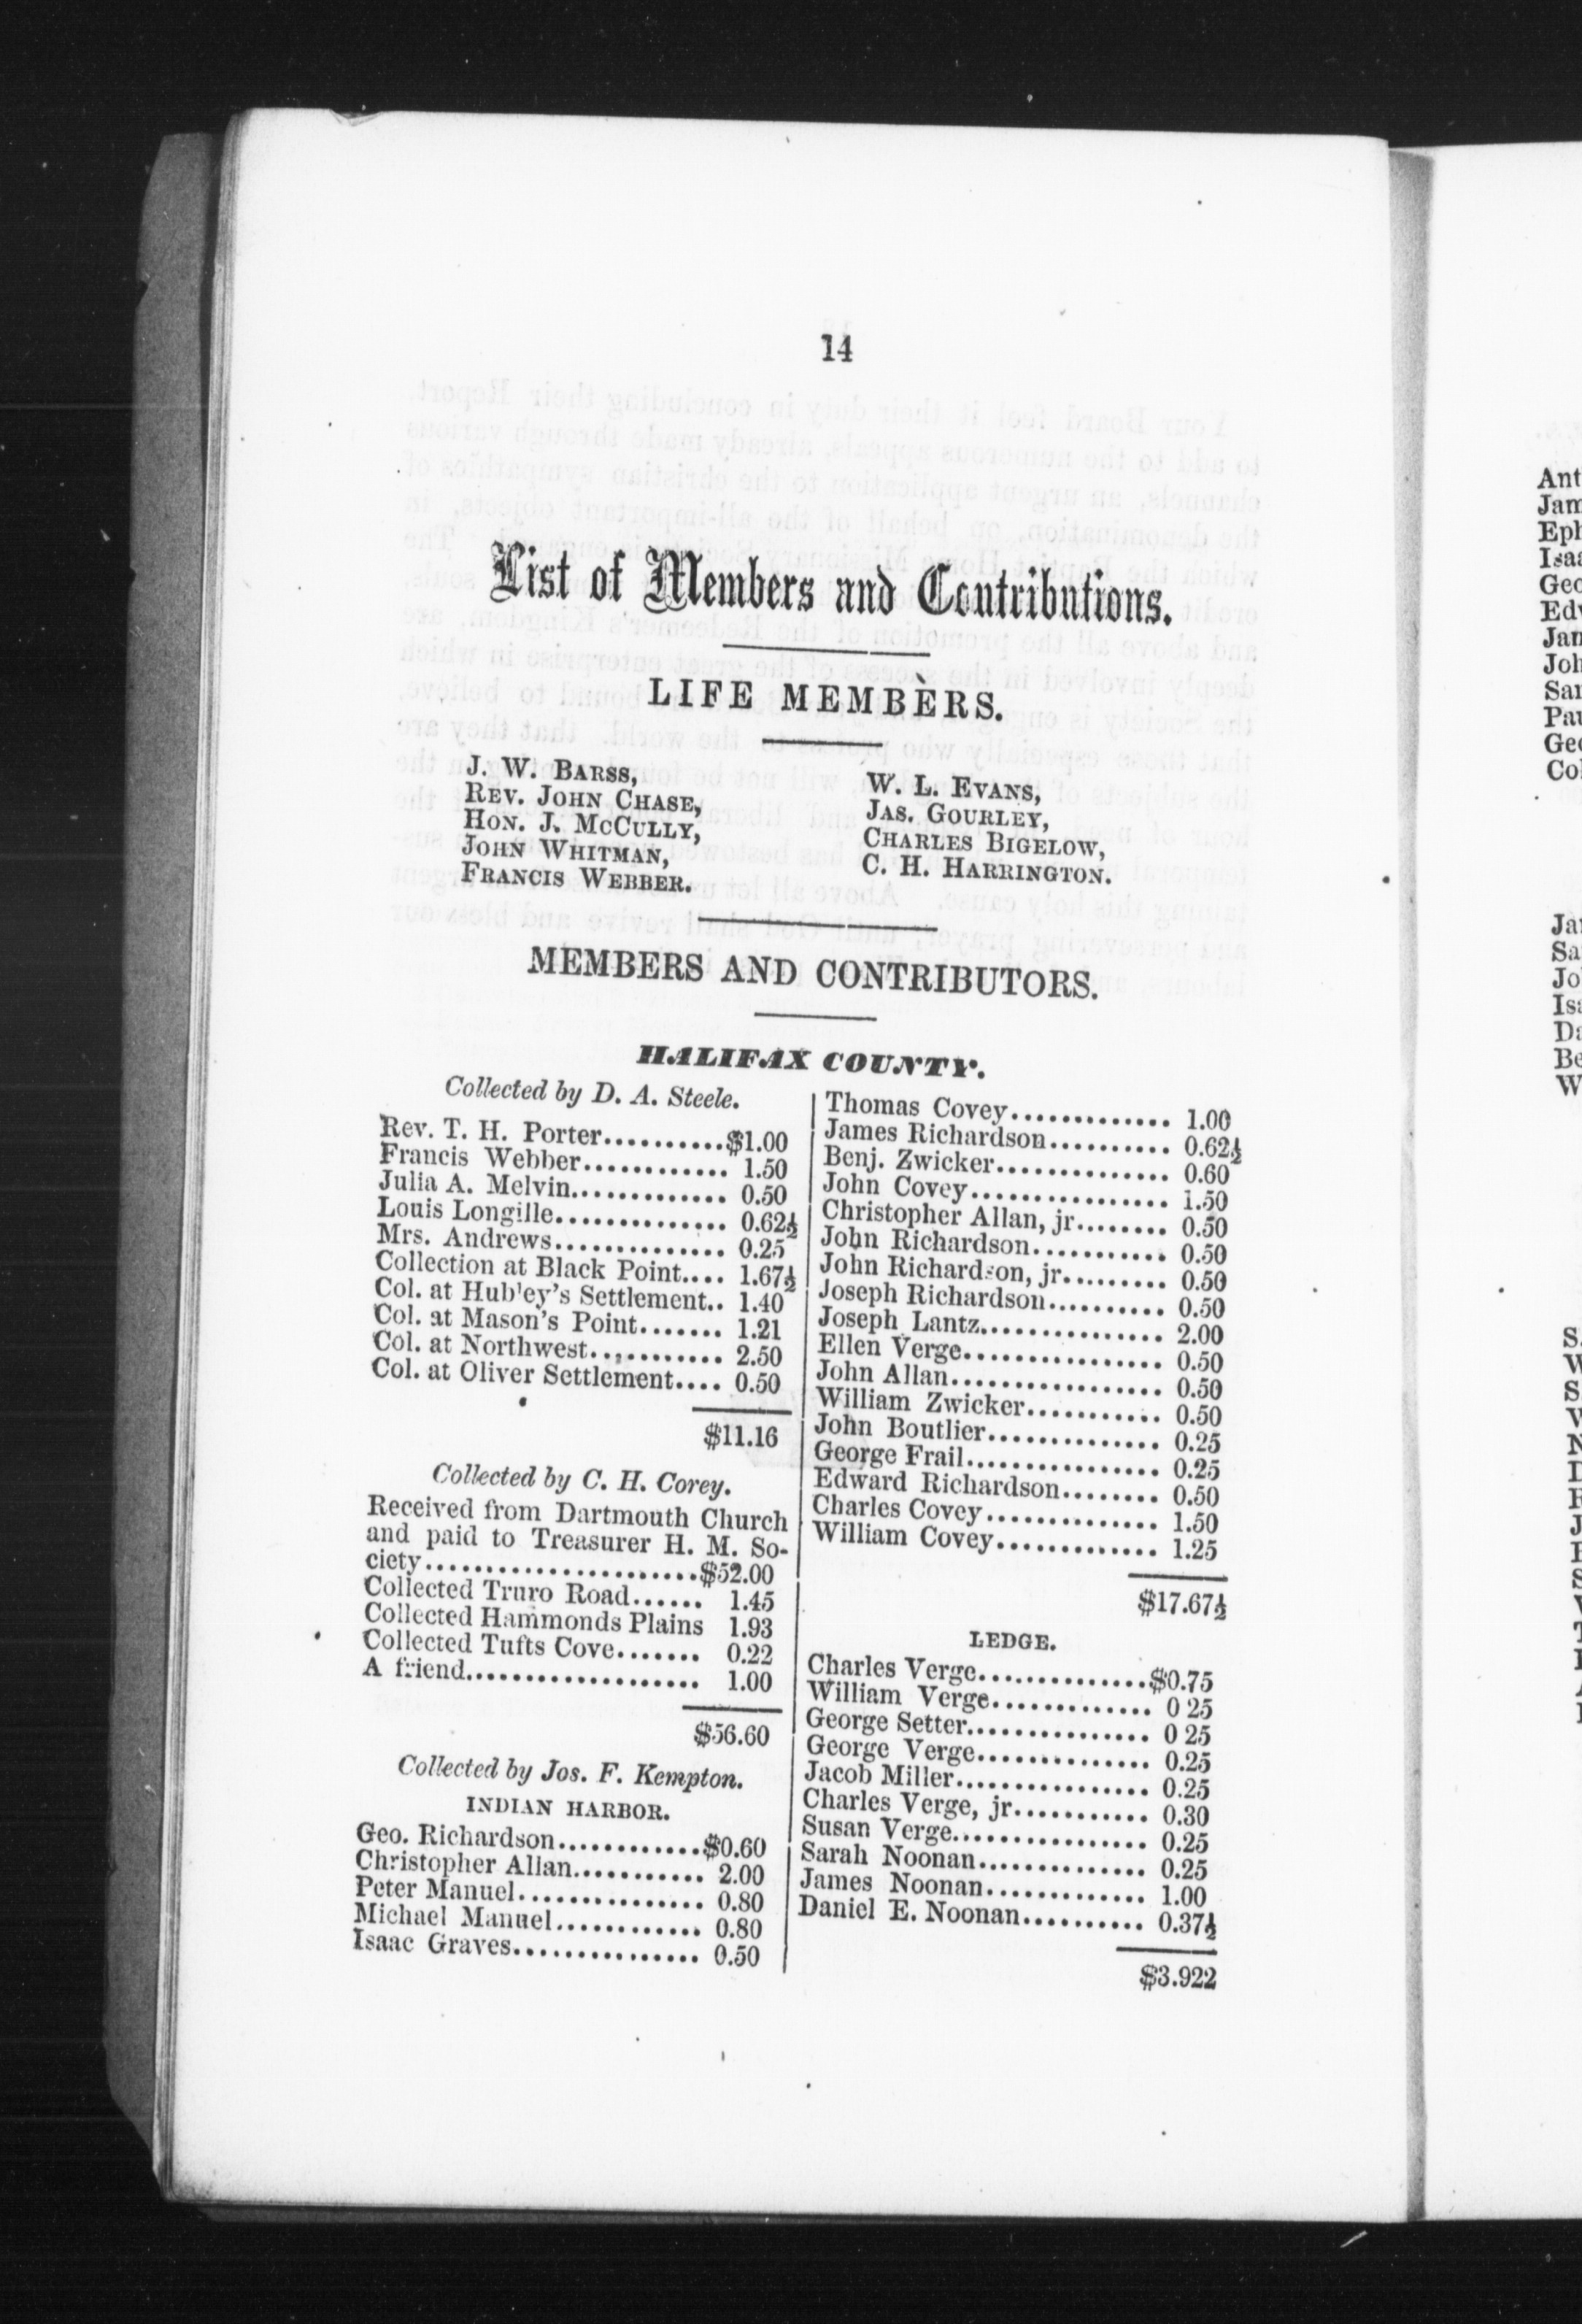 14
List of Members and Contributions.
LIFE MEMBERS.
J. W. BARSS,
REV. JOHN CHASE,
HON. J. McCULLY,
JOHN WHITMAN,
FRANCIS WEBBER.
W. L. EVANS,
JAS. GOURLEY,
CHARLES BIGELOW,
C. H. HARRINGTON.
MEMBERS AND CONTRIBUTORS.
HALIFAX COUNTY.
Collected by D. A. Steele.
Rev. T. H. Porter..........$1.00
Francis Webber............ 1.50
Julia A. Melvin............. 0.50
Louis Longille.............. 0.62½
Mrs. Andrews.............. 0.25
Collection at Black Point.... 1.67½
Col. at Hubley's Settlement.. 1.40
Col. at Mason's Point....... 1.21
Col. at Northwest........... 2.50
Col. at Oliver Settlement.... 0.50
$11.16
Collected by C. H. Corey.
Received from Dartmouth Church
and paid to Treasurer H. M. So-
ciety......................$52.00
Collected Truro Road...... 1.45
Collected Hammonds Plains 1.93
Collected Tufts Cove....... 0.22
A friend................... 1.00
$56.60
Collected by Jos. F. Kempton.
INDIAN HARBOR.
Geo. Richardson............$0.60
Christopher Allan........... 2.00
Peter Manuel............... 0.80
Michael Manuel............ 0.80
Isaac Graves............... 0.50
Thomas Covey............. 1.00
James Richardson.......... 0.62½
Benj. Zwicker.............. 0.60
John Covey................ 1.50
Christopher Allan, jr........ 0.50
John Richardson........... 0.50
John Richardson, jr......... 0.50
Joseph Richardson.......... 0.50
Joseph Lantz............... 2.00
Ellen Verge................ 0.50
John Allan................. 0.50
William Zwicker........... 0.50
John Boutlier.............. 0.25
George Frail................ 0.25
Edward Richardson........ 0.50
Charles Covey.............. 1.50
William Covey............. 1.25
$17.67½
LEDGE.
Charles Verge..............$0.75
William Verge............. 0 25
George Setter............... 0 25
George Verge.............. 0.25
Jacob Miller................ 0.25
Charles Verge, jr........... 0.30
Susan Verge................ 0.25
Sarah Noonan.............. 0.25
James Noonan............. 1.00
Daniel E. Noonan.......... 0.37½
$3.922